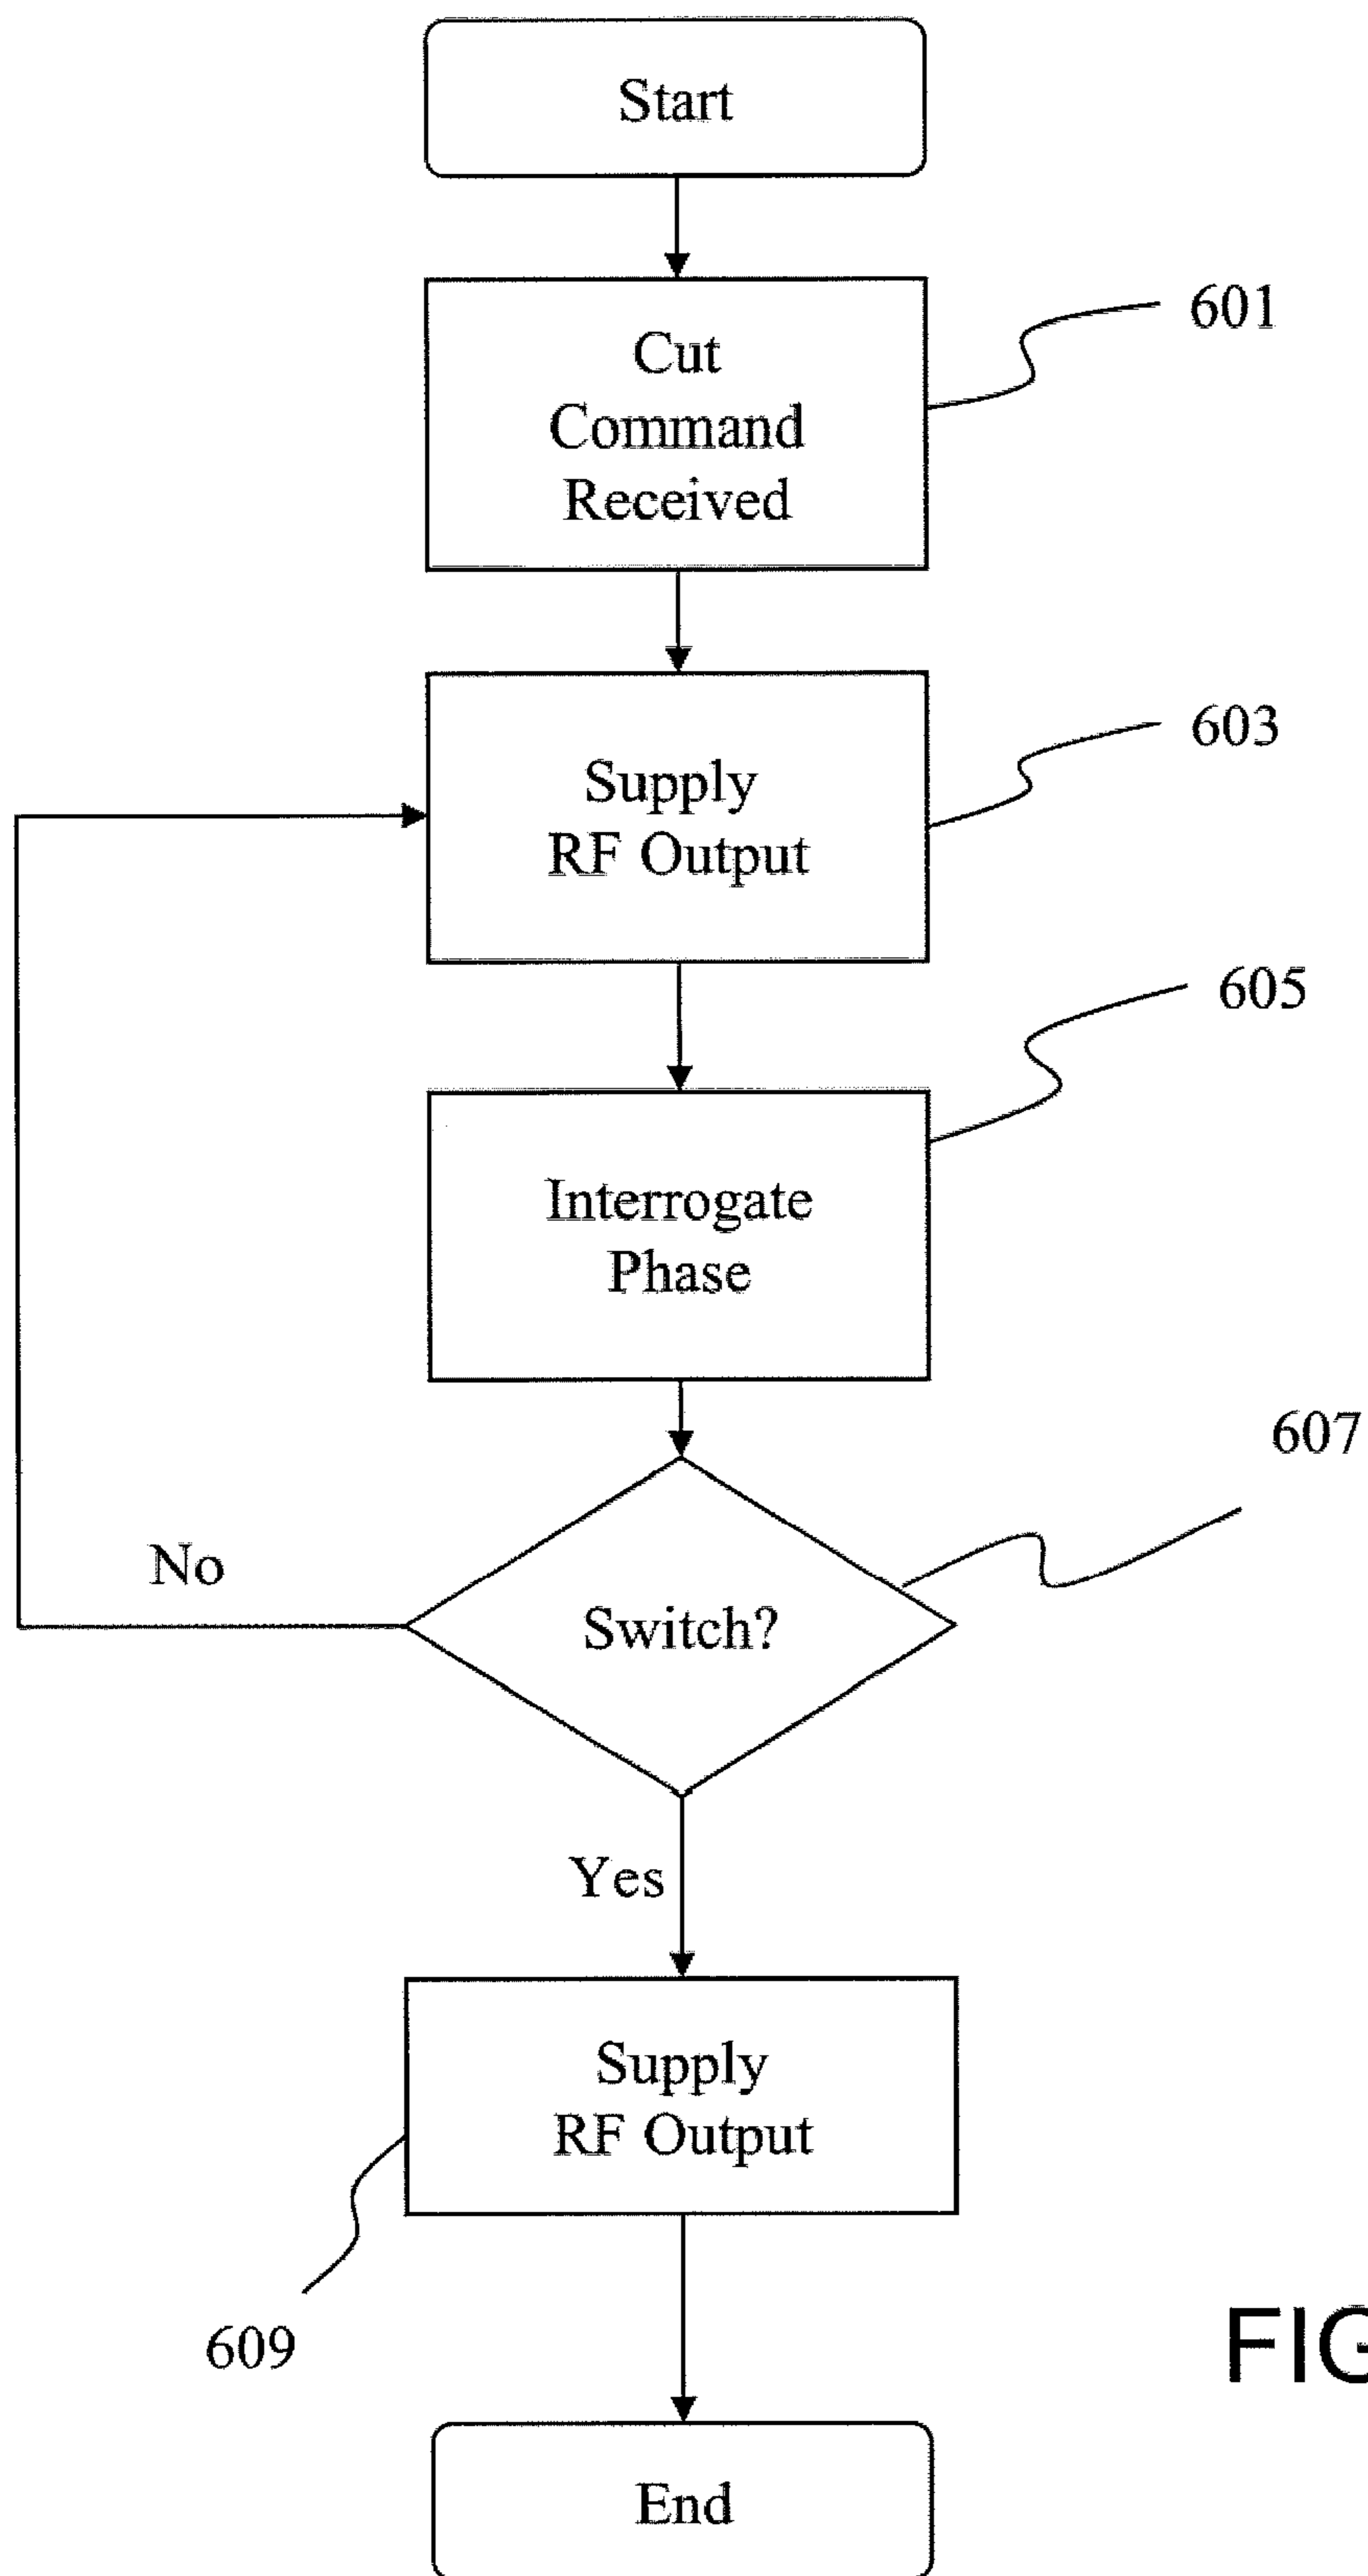 Start
Cut
Command
Received
601
Supply
RF Output
603
605
Interrogate
Phase
607
No
Switch?
Yes
Supply
RF Output
609
FIG
End